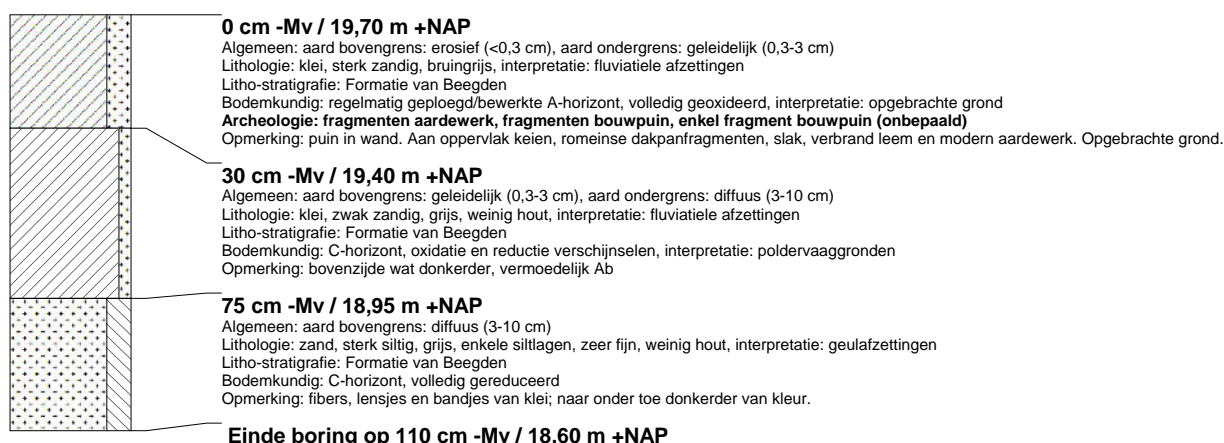 0 cm -Mv / 19,70 m +NAP
Algemeen: aard bovengrens: erosief (<0,3 cm), aard ondergrens: geleidelijk (0,3-3 cm)
Lithologie: klei, sterk zandig, bruingrijs, interpretatie: fluviatiele afzettingen
Litho-stratigrafie: Formatie van Beegden
Bodemkundig: regelmatig geploegd/bewerkte A-horizont, volledig geoxideerd, interpretatie: opgebrachte grond
Archeologie: fragmenten aardewerk, fragmenten bouwpuin, enkel fragment bouwpuin (onbepaald)
Opmerking: puin in wand. Aan oppervlak keien, romeinse dakpanfragmenten, slak, verbrand leem en modern aardewerk. Opgebrachte grond.
30 cm -Mv / 19,40 m +NAP
Algemeen: aard bovengrens: geleidelijk (0,3-3 cm), aard ondergrens: diffuus (3-10 cm)
Lithologie: klei, zwak zandig, grijs, weinig hout, interpretatie: fluviatiele afzettingen
Litho-stratigrafie: Formatie van Beegden
Bodemkundig: C-horizont, oxidatie en reductie verschijnselen, interpretatie: poldervaaggronden
Opmerking: bovenzijde wat donkerder, vermoedelijk Ab
75 cm -Mv / 18,95 m +NAP
Algemeen: aard bovengrens: diffuus (3-10 cm)
Lithologie: zand, sterk siltig, grijs, enkele siltlagen, zeer fijn, weinig hout, interpretatie: geulafzettingen
Litho-stratigrafie: Formatie van Beegden
Bodemkundig: C-horizont, volledig gereduceerd
Opmerking: fibers, lensjes en bandjes van klei; naar onder toe donkerder van kleur.
Einde boring op 110 cm -Mv / 18,60 m +NAP